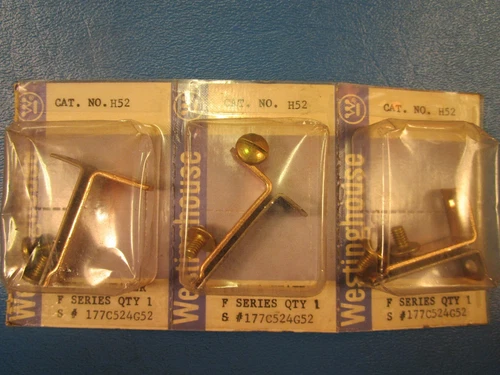 CAT. NO. H52
CAT. NO. H52
CAT. NO. H52
Westinghouse
Westinghouse
F SERIES QTY 1
S # 177C524G52
F SERIES QTY 1
S #177C524G52
F SERIES QTY 1
S #177C524G52